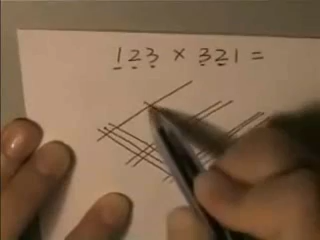 123 × 321 =